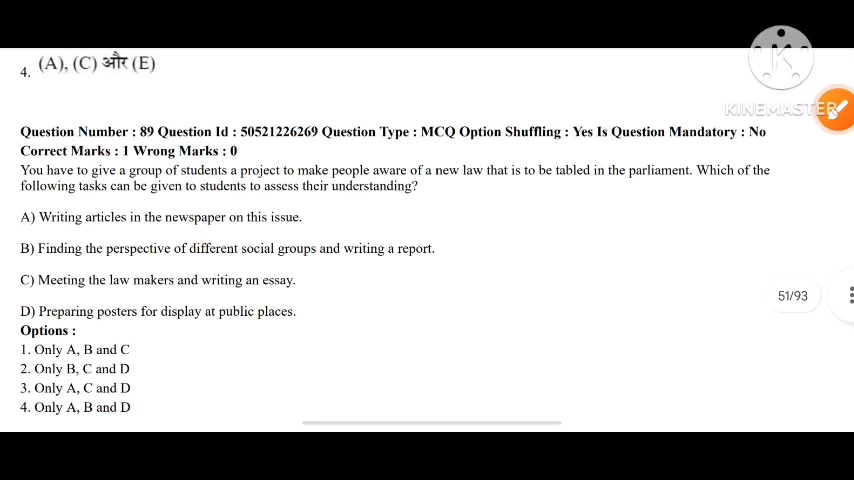 4. (A), (C) और (E)
KINEMASTER
Question Number : 89 Question Id : 50521226269 Question Type : MCQ Option Shuffling : Yes Is Question Mandatory : No
Correct Marks : 1 Wrong Marks : 0
You have to give a group of students a project to make people aware of a new law that is to be tabled in the parliament. Which of the
following tasks can be given to students to assess their understanding?
A) Writing articles in the newspaper on this issue.
B) Finding the perspective of different social groups and writing a report.
C) Meeting the law makers and writing an essay.
51/93
D) Preparing posters for display at public places.
Options :
1. Only A, B and C
2. Only B, C and D
3. Only A, C and D
4. Only A, B and D